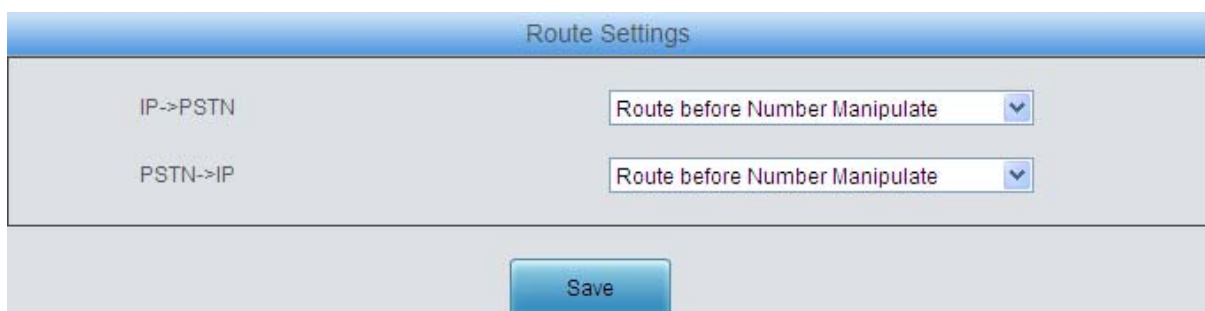 Route Settings
IP->PSTN Route before Number Manipulate
PSTN->IP Route before Number Manipulate
Save